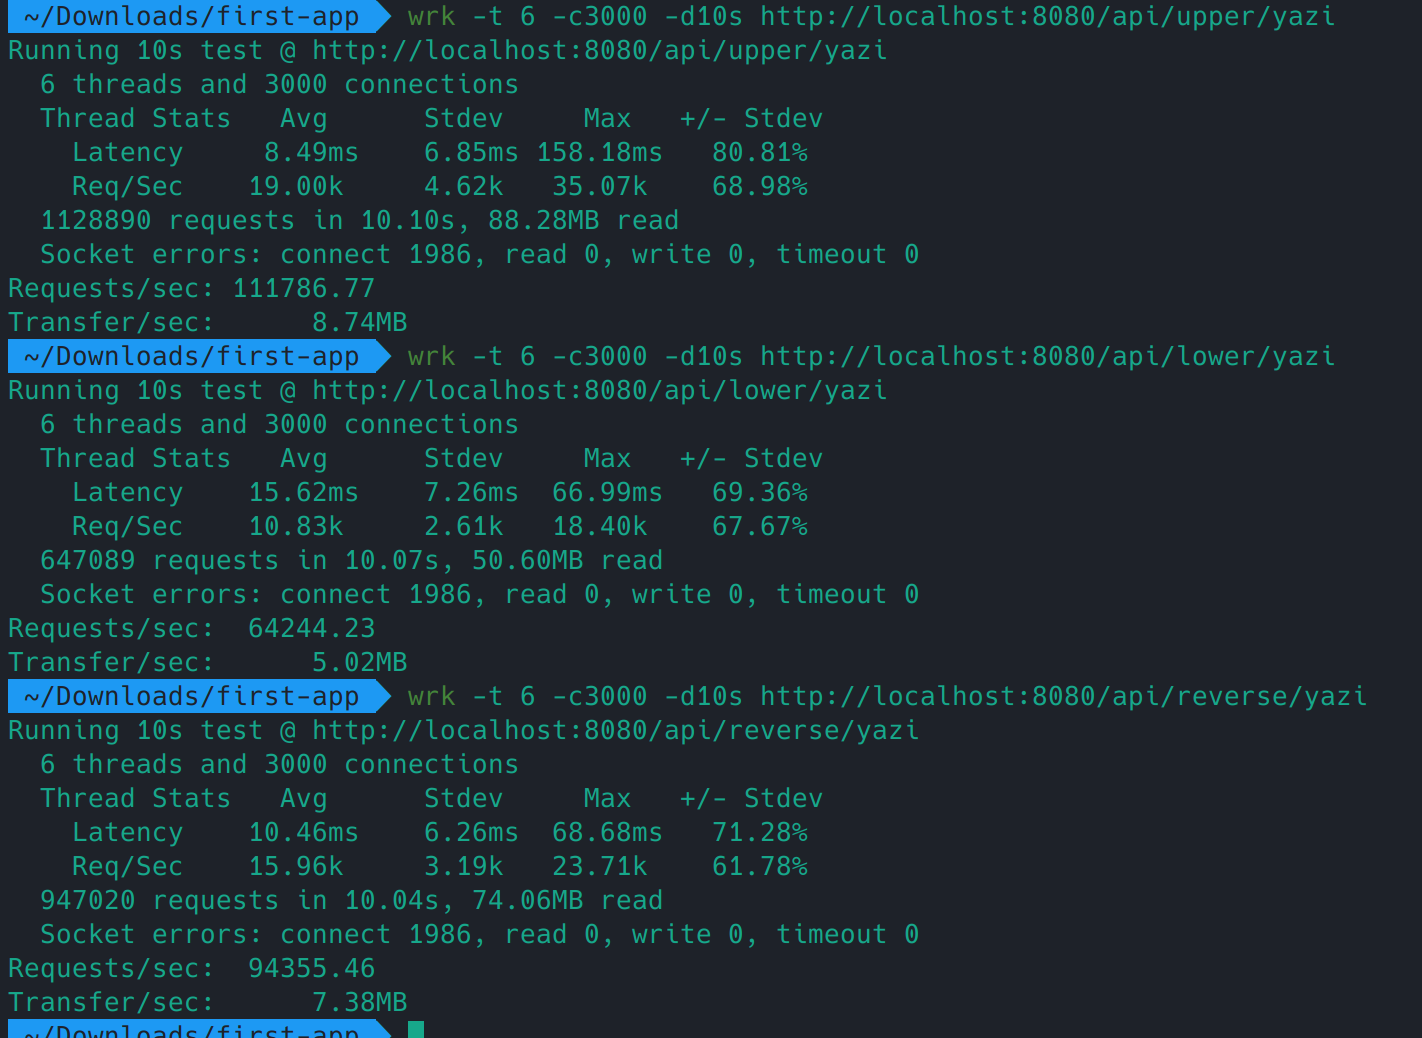 ~/Downloads/first-app wrk -t 6 -c3000 -d10s http://localhost:8080/api/upper/yazi
Running 10s test @ http://localhost:8080/api/upper/yazi
6 threads and 3000 connections
Thread Stats Avg Stdev Max +/- Stdev
Latency 8.49ms 6.85ms 158.18ms 80.81%
Req/Sec 19.00k 4.62k 35.07k 68.98%
1128890 requests in 10.10s, 88.28MB read
Socket errors: connect 1986, read 0, write 0, timeout 0
Requests/sec: 111786.77
Transfer/sec: 8.74MB
~/Downloads/first-app wrk -t 6 -c3000 -d10s http://localhost:8080/api/lower/yazi
Running 10s test @ http://localhost:8080/api/lower/yazi
6 threads and 3000 connections
Thread Stats Avg Stdev Max +/- Stdev
Latency 15.62ms 7.26ms 66.99ms 69.36%
Req/Sec 10.83k 2.61k 18.40k 67.67%
647089 requests in 10.07s, 50.60MB read
Socket errors: connect 1986, read 0, write 0, timeout 0
Requests/sec: 64244.23
Transfer/sec: 5.02MB
~/Downloads/first-app wrk -t 6 -c3000 -d10s http://localhost:8080/api/reverse/yazi
Running 10s test @ http://localhost:8080/api/reverse/yazi
6 threads and 3000 connections
Thread Stats Avg Stdev Max +/- Stdev
Latency 10.46ms 6.26ms 68.68ms 71.28%
Req/Sec 15.96k 3.19k 23.71k 61.78%
947020 requests in 10.04s, 74.06MB read
Socket errors: connect 1986, read 0, write 0, timeout 0
Requests/sec: 94355.46
Transfer/sec: 7.38MB
~/Downloads/first-app